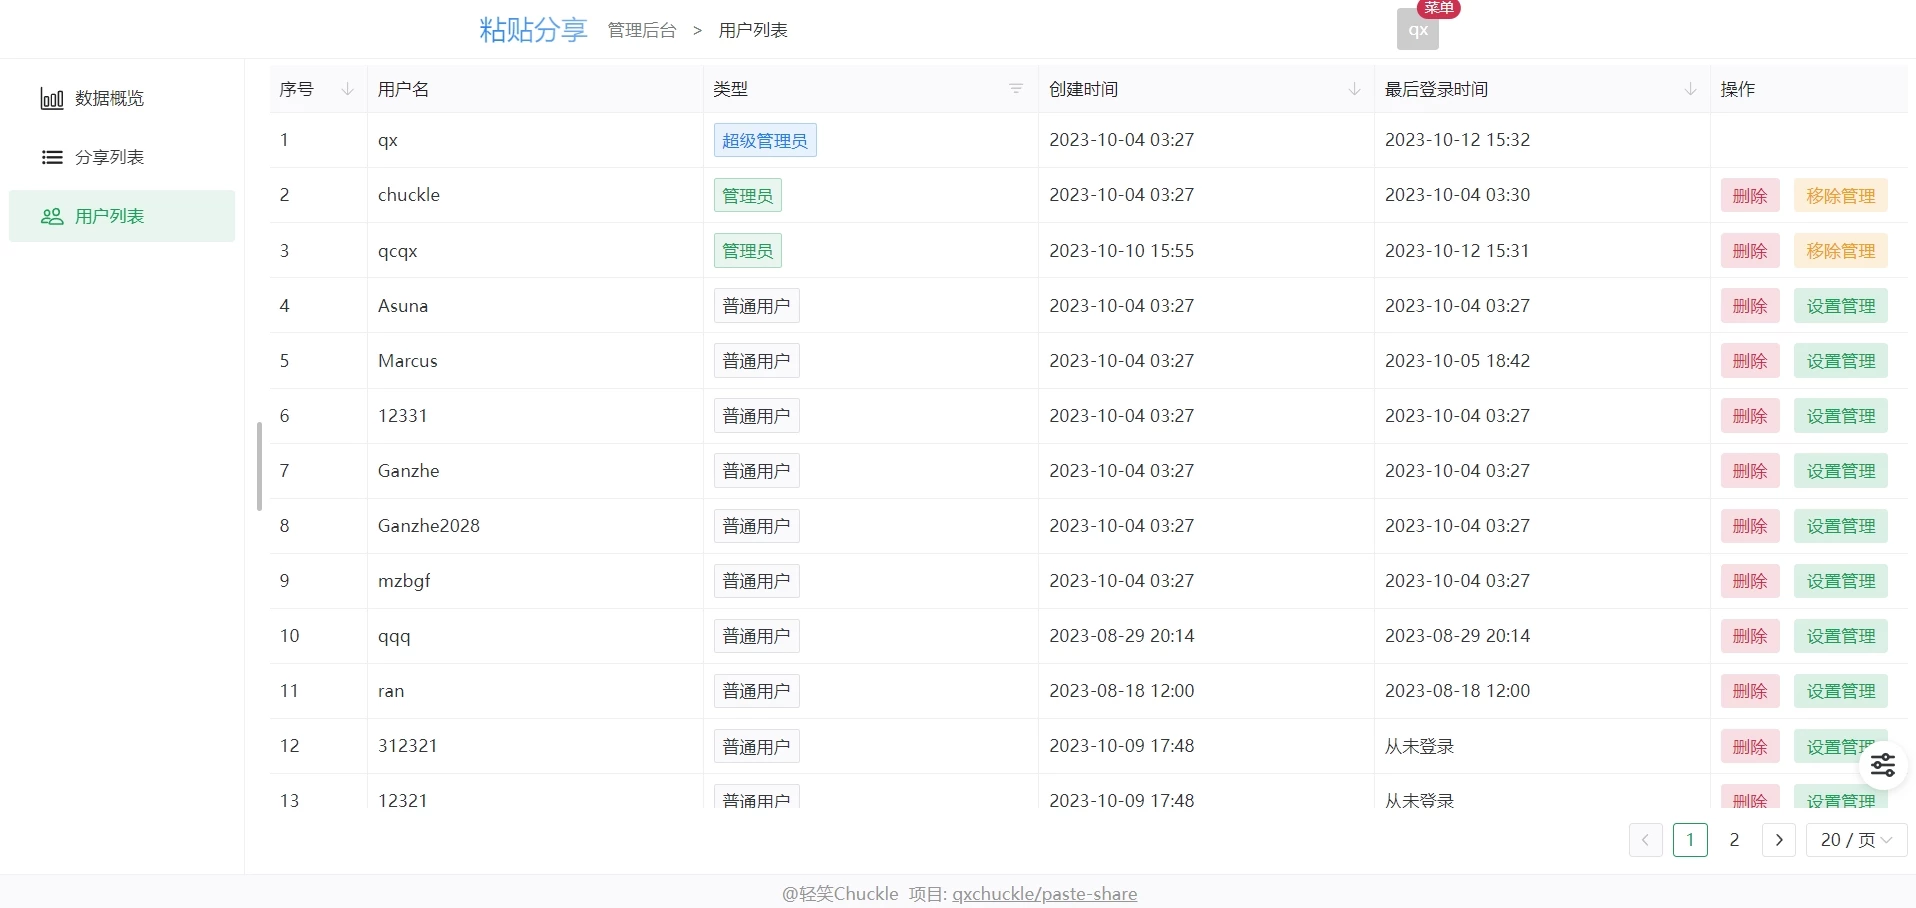 粘贴分享 管理后台 > 用户列表 qx 菜单
数据概览
分享列表
用户列表
序号 用户名 类型 创建时间 最后登录时间 操作
1 qx 超级管理员 2023-10-04 03:27 2023-10-12 15:32
2 chuckle 管理员 2023-10-04 03:27 2023-10-04 03:30 删除 移除管理
3 qcqx 管理员 2023-10-10 15:55 2023-10-12 15:31 删除 移除管理
4 Asuna 普通用户 2023-10-04 03:27 2023-10-04 03:27 删除 设置管理
5 Marcus 普通用户 2023-10-04 03:27 2023-10-05 18:42 删除 设置管理
6 12331 普通用户 2023-10-04 03:27 2023-10-04 03:27 删除 设置管理
7 Ganzhe 普通用户 2023-10-04 03:27 2023-10-04 03:27 删除 设置管理
8 Ganzhe2028 普通用户 2023-10-04 03:27 2023-10-04 03:27 删除 设置管理
9 mzbgf 普通用户 2023-10-04 03:27 2023-10-04 03:27 删除 设置管理
10 qqq 普通用户 2023-08-29 20:14 2023-08-29 20:14 删除 设置管理
11 ran 普通用户 2023-08-18 12:00 2023-08-18 12:00 删除 设置管理
12 312321 普通用户 2023-10-09 17:48 从未登录 删除 设置管理
13 12321 普通用户 2023-10-09 17:48 从未登录 删除 设置管理
1 2 20 / 页
@轻笑Chuckle 项目: qxchuckle/paste-share